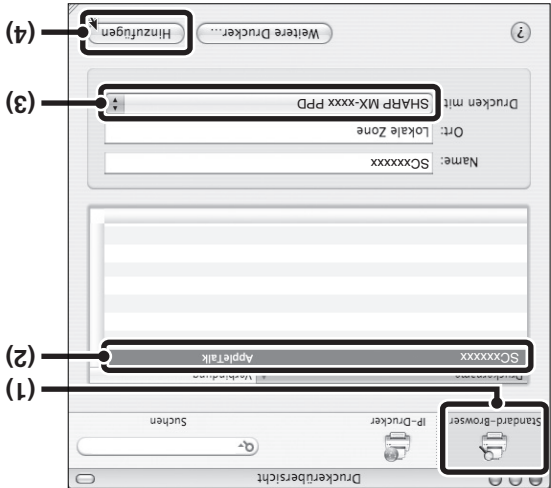 Druckerübersicht
Standard-Browser
IP-Drucker
Suchen
(1)
Druckername
Verbindung
(2)
SCxxxxxx
AppleTalk
Name: SCxxxxxx
Ort: Lokale Zone
Drucken mit: SHARP MX-xxxx PPD
(3)
?
Weitere Drucker...
Hinzufügen
(4)